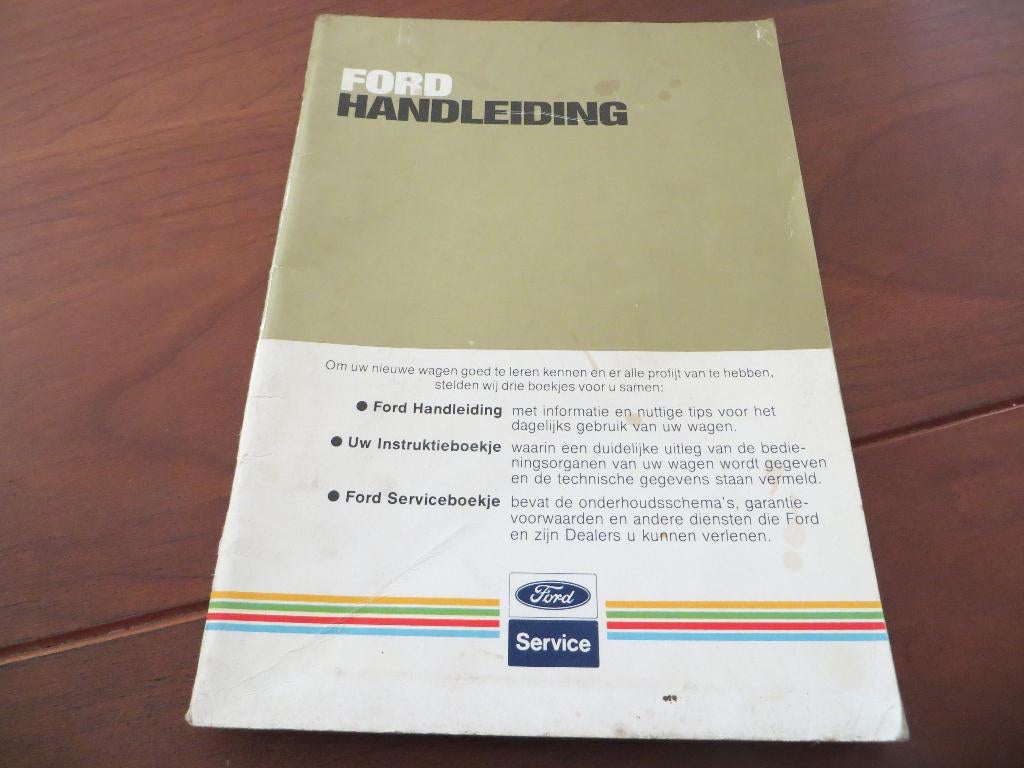 FORD
HANDLEIDING
Om uw nieuwe wagen goed te leren kennen en er alle profijt van te hebben,
stelden wij drie boekjes voor u samen:
● Ford Handleiding met informatie en nuttige tips voor het
dagelijks gebruik van uw wagen.
● Uw Instruktieboekje waarin een duidelijke uitleg van de bedie-
ningsorganen van uw wagen wordt gegeven
en de technische gegevens staan vermeld.
● Ford Serviceboekje bevat de onderhoudsschema's, garantie-
voorwaarden en andere diensten die Ford
en zijn Dealers u kunnen verlenen.
Ford
Service